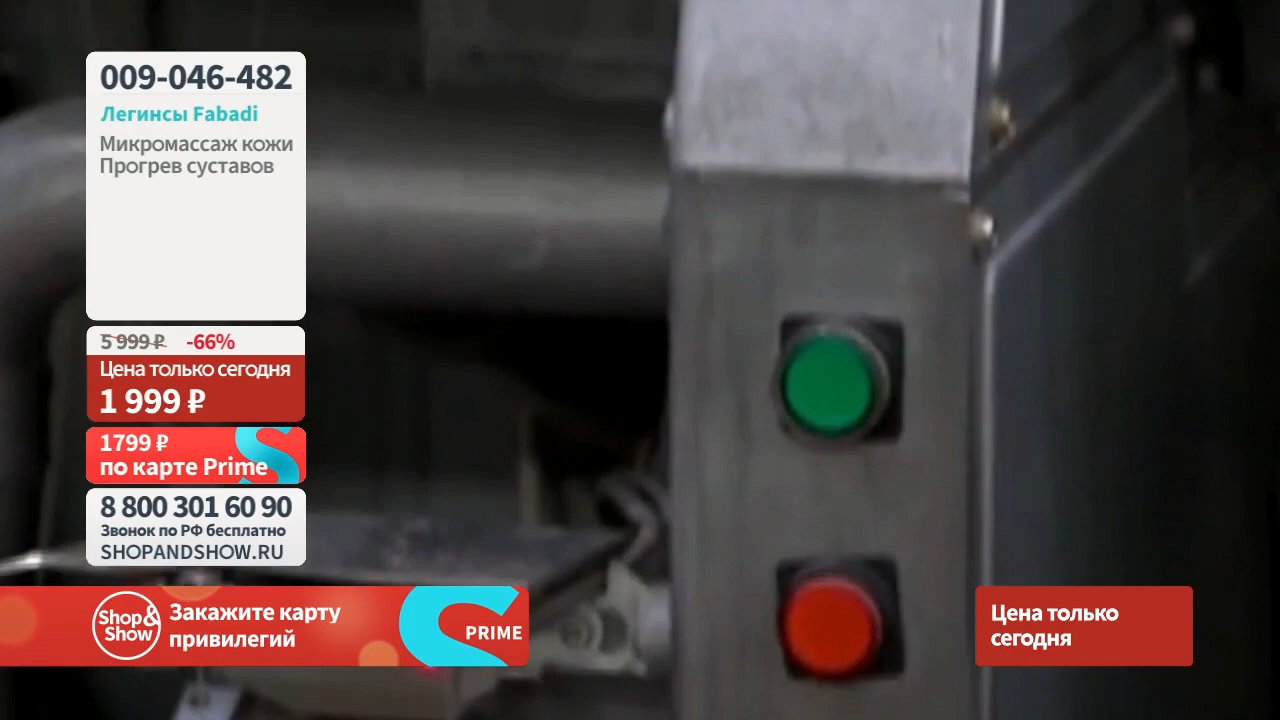 009-046-482
Легинсы Fabadi
Микромассаж кожи
Прогрев суставов
5 999 ₽ -66%
Цена только сегодня
1 999 ₽
1799 ₽
по карте Prime
8 800 301 60 90
Звонок по РФ бесплатно
SHOPANDSHOW.RU
Shop&
Show
Закажите карту
привилегий
PRIME
Цена только
сегодня